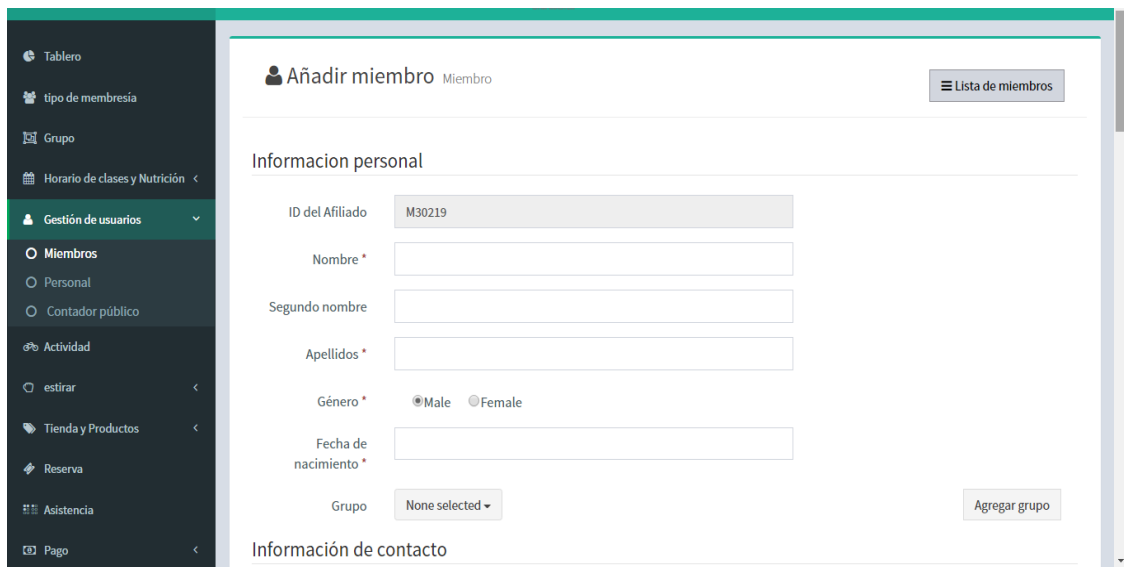 Tablero
tipo de membresía
Grupo
Horario de clases y Nutrición
Gestión de usuarios
Miembros
Personal
Contador público
Actividad
estirar
Tienda y Productos
Reserva
Asistencia
Pago
Añadir miembro Miembro
Lista de miembros
Informacion personal
ID del Afiliado M30219
Nombre *
Segundo nombre
Apellidos *
Género * Male Female
Fecha de
nacimiento *
Grupo None selected Agregar grupo
Información de contacto